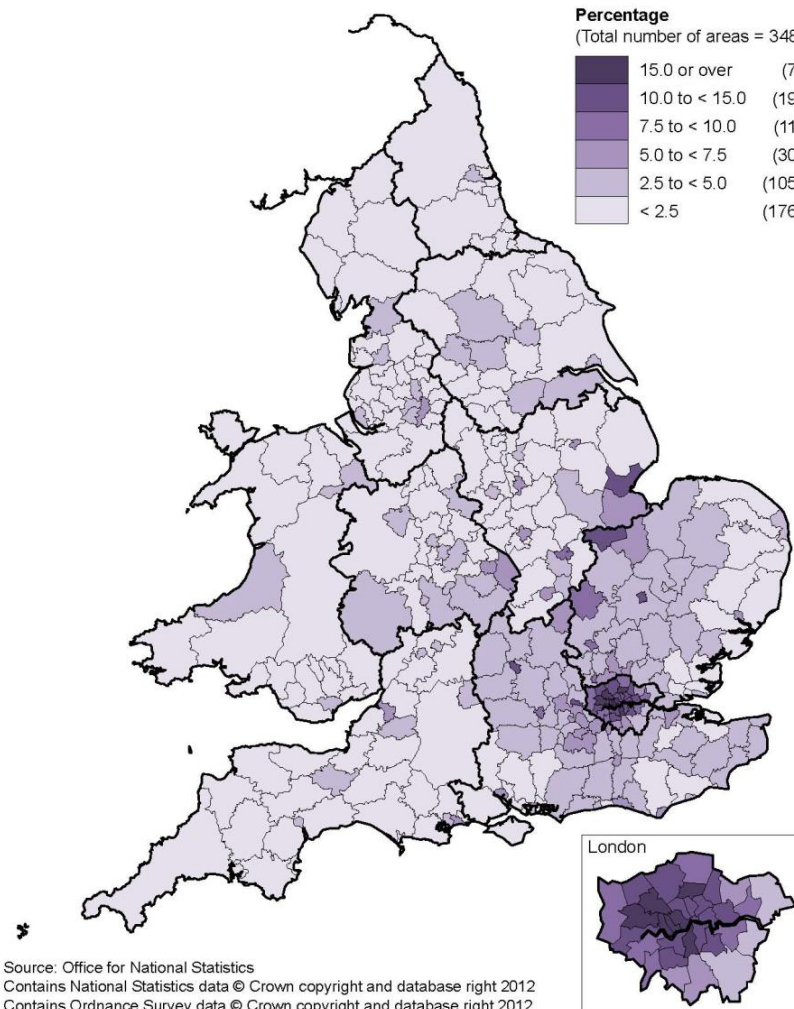 Percentage
(Total number of areas = 348
15.0 or over (7
10.0 to < 15.0 (19
7.5 to < 10.0 (11
5.0 to < 7.5 (30
2.5 to < 5.0 (105
< 2.5 (176
London
Source: Office for National Statistics
Contains National Statistics data © Crown copyright and database right 2012
Contains Ordnance Survey data © Crown copyright and database right 2012